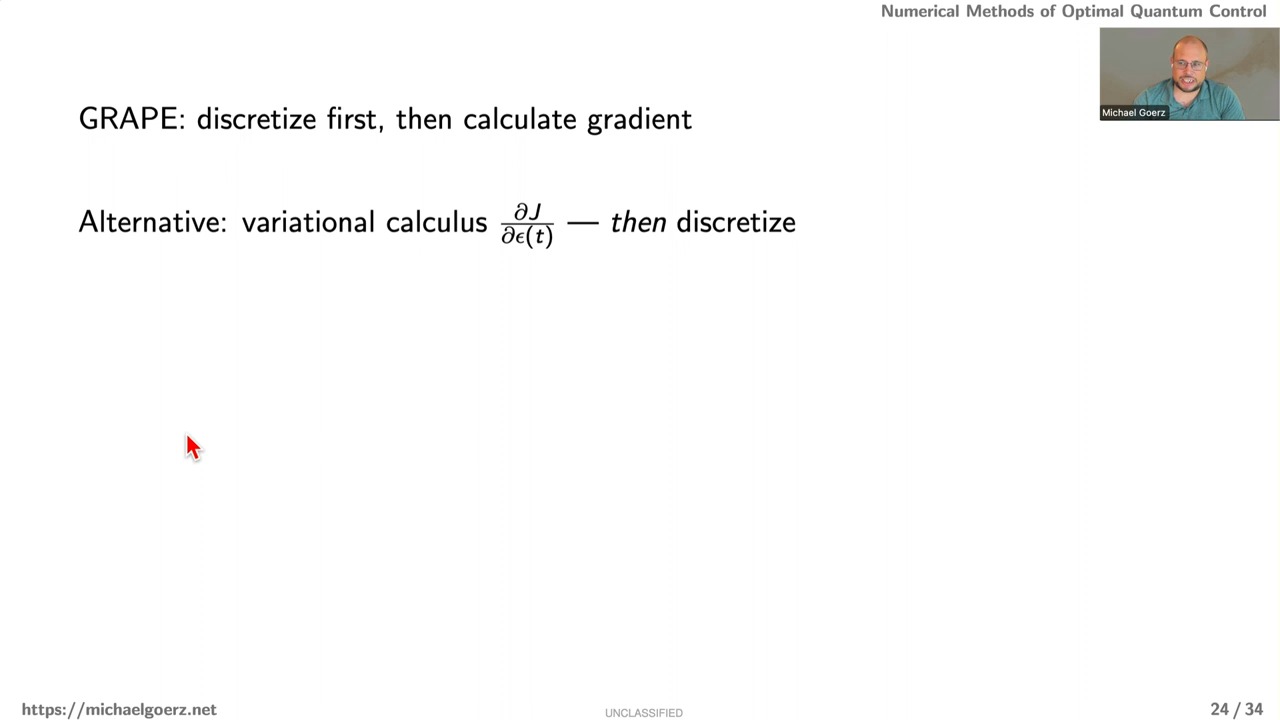 Numerical Methods of Optimal Quantum Control
Michael Goerz
GRAPE: discretize first, then calculate gradient
Alternative: variational calculus ∂J/∂ϵ(t) — then discretize
https://michaelgoerz.net
UNCLASSIFIED
24 / 34